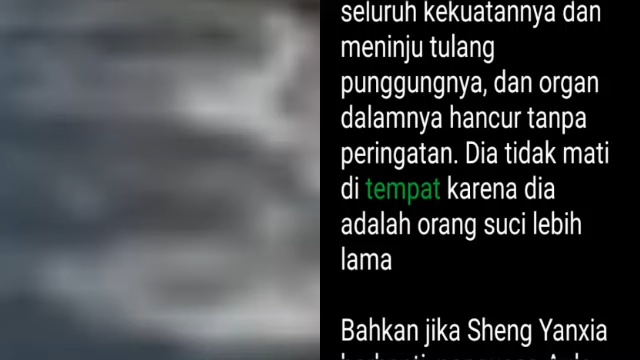 seluruh kekuatannya dan
meninju tulang
punggungnya, dan organ
dalamnya hancur tanpa
peringatan. Dia tidak mati
di tempat karena dia
adalah orang suci lebih
lama
Bahkan jika Sheng Yanxia